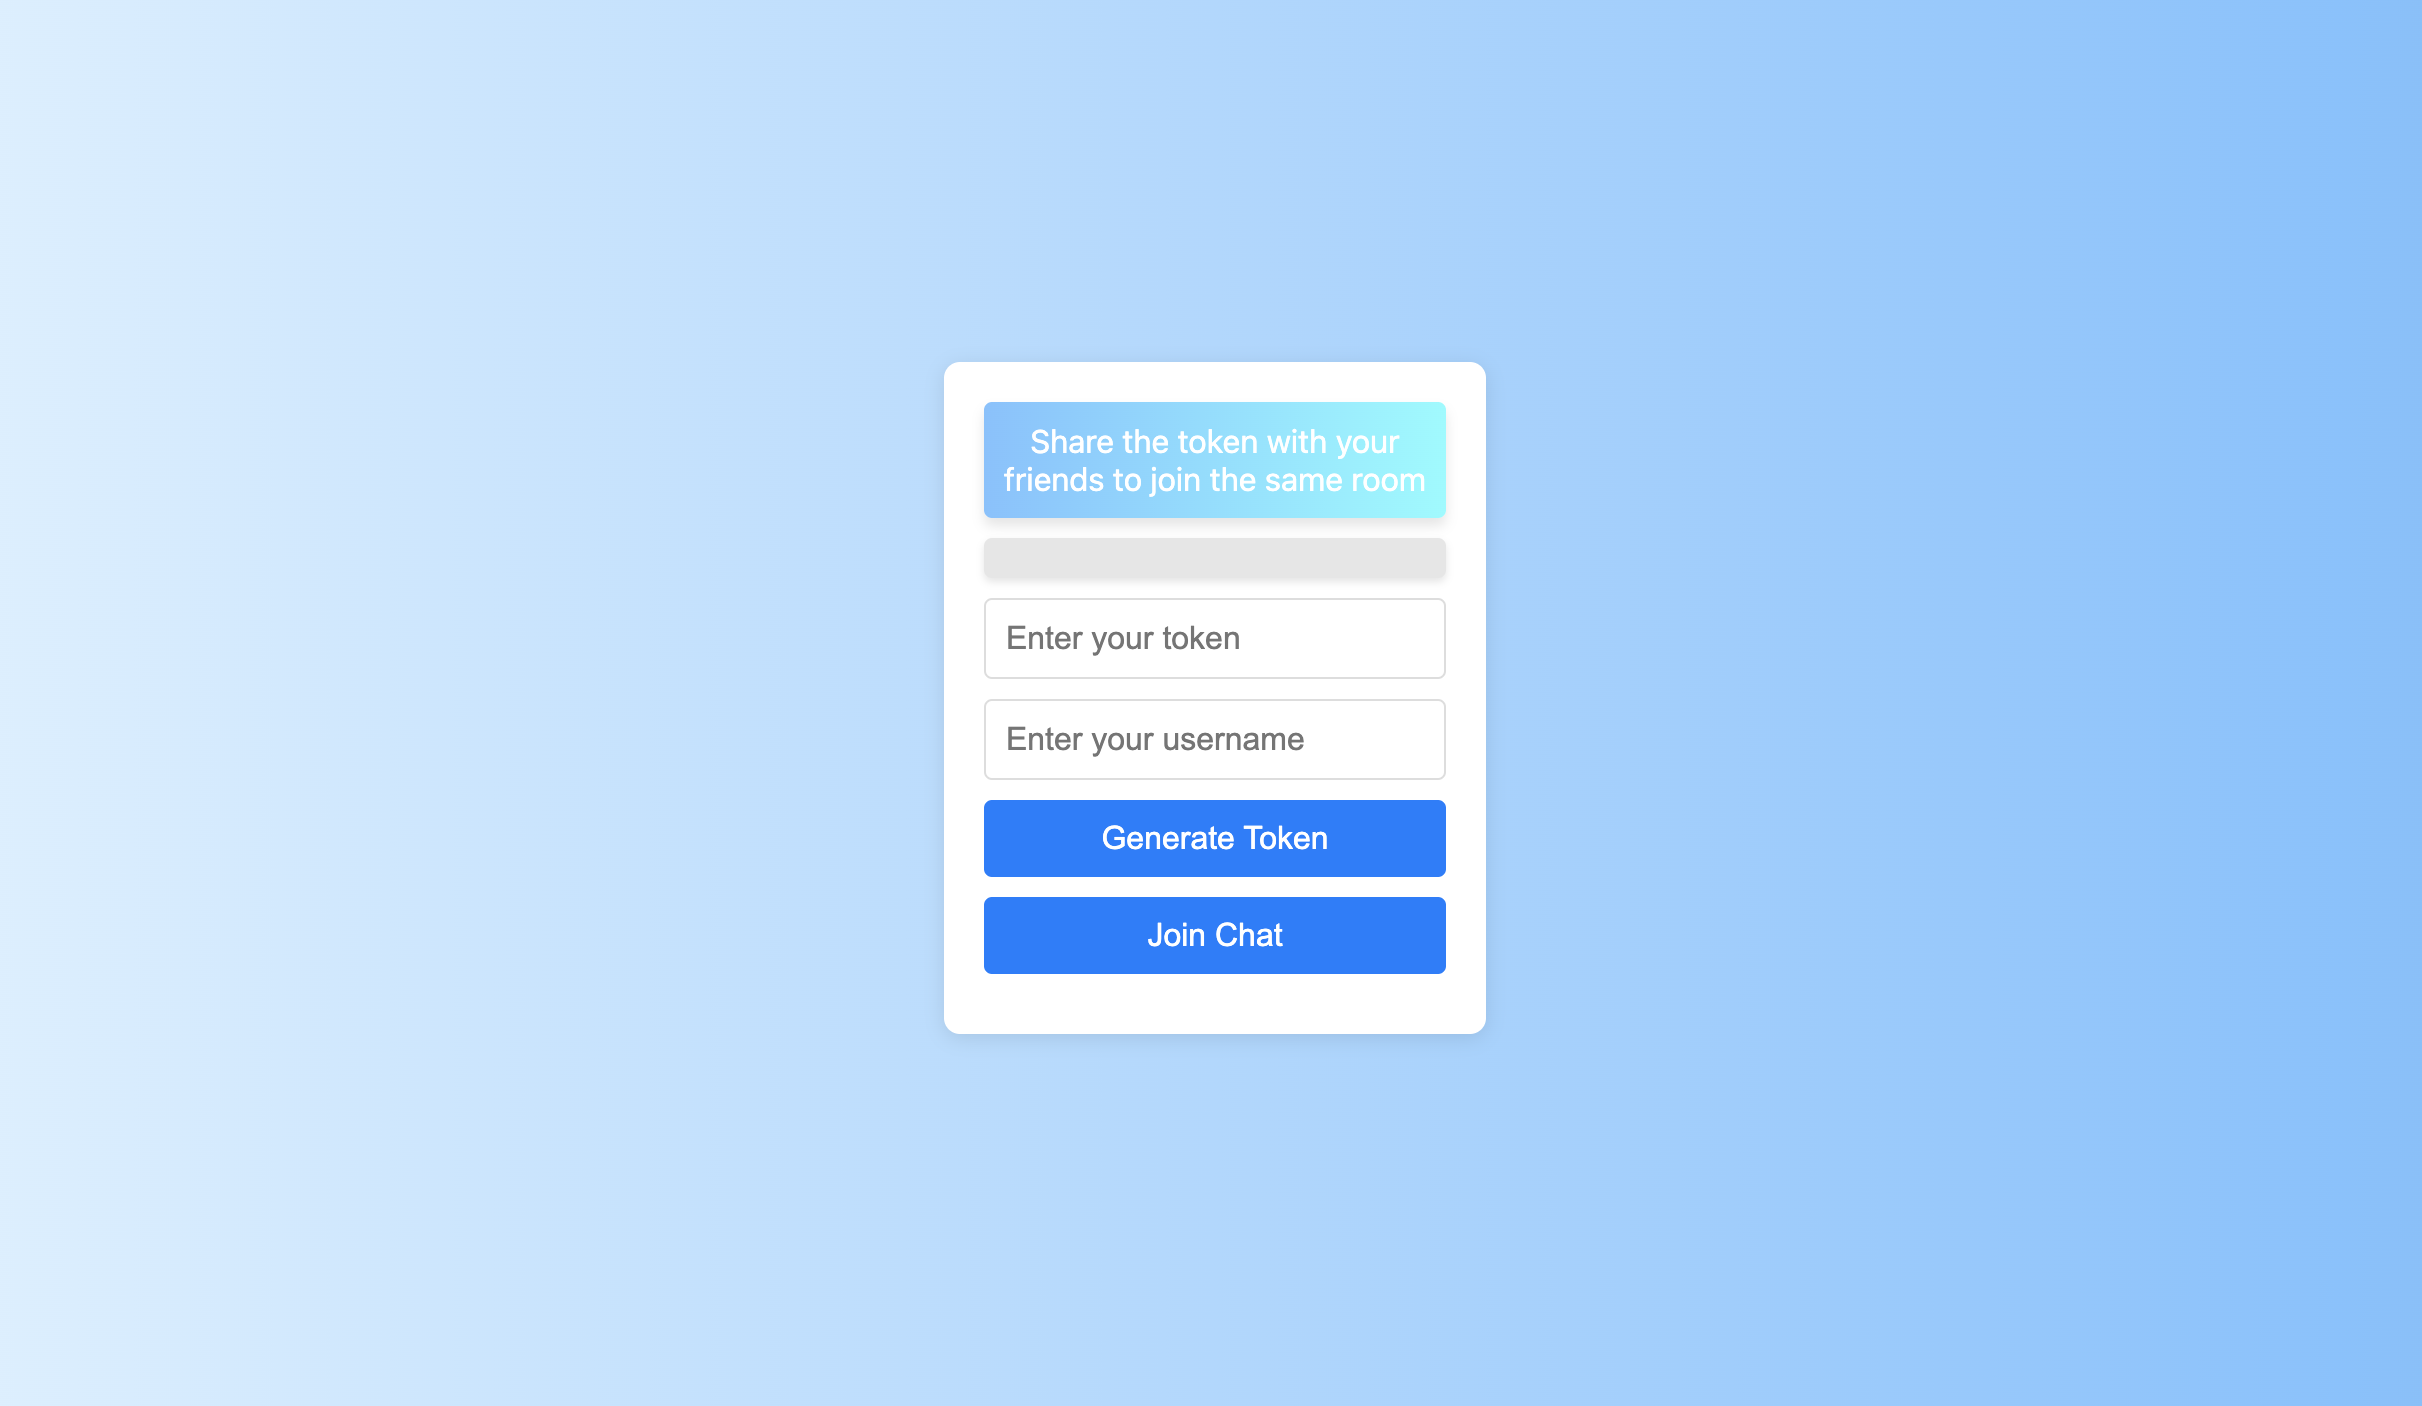 Share the token with your
friends to join the same room
Enter your token
Enter your username
Generate Token
Join Chat